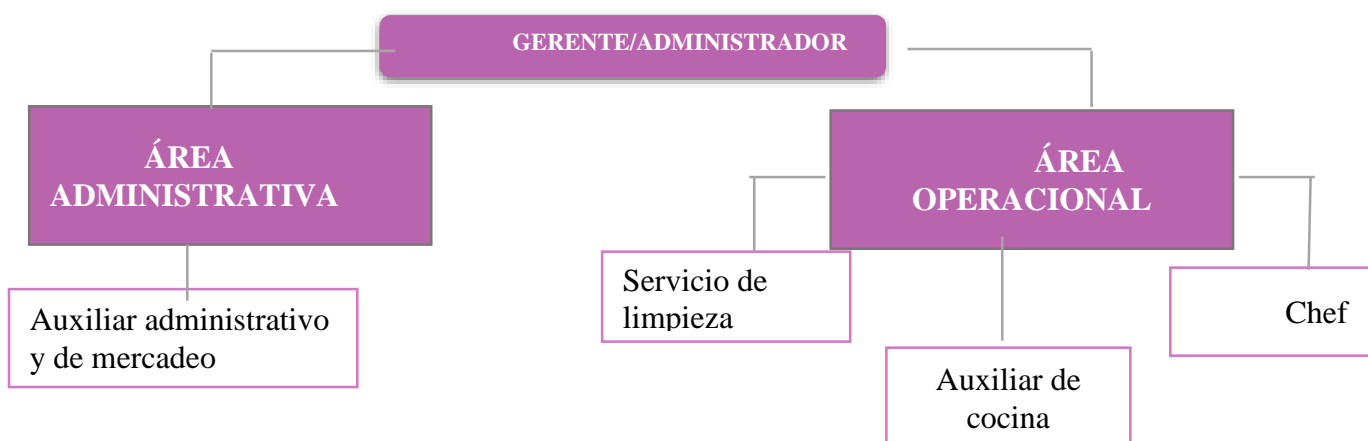 GERENTE/ADMINISTRADOR
ÁREA
ADMINISTRATIVA
ÁREA
OPERACIONAL
Auxiliar administrativo
y de mercadeo
Servicio de
limpieza
Auxiliar de
cocina
Chef